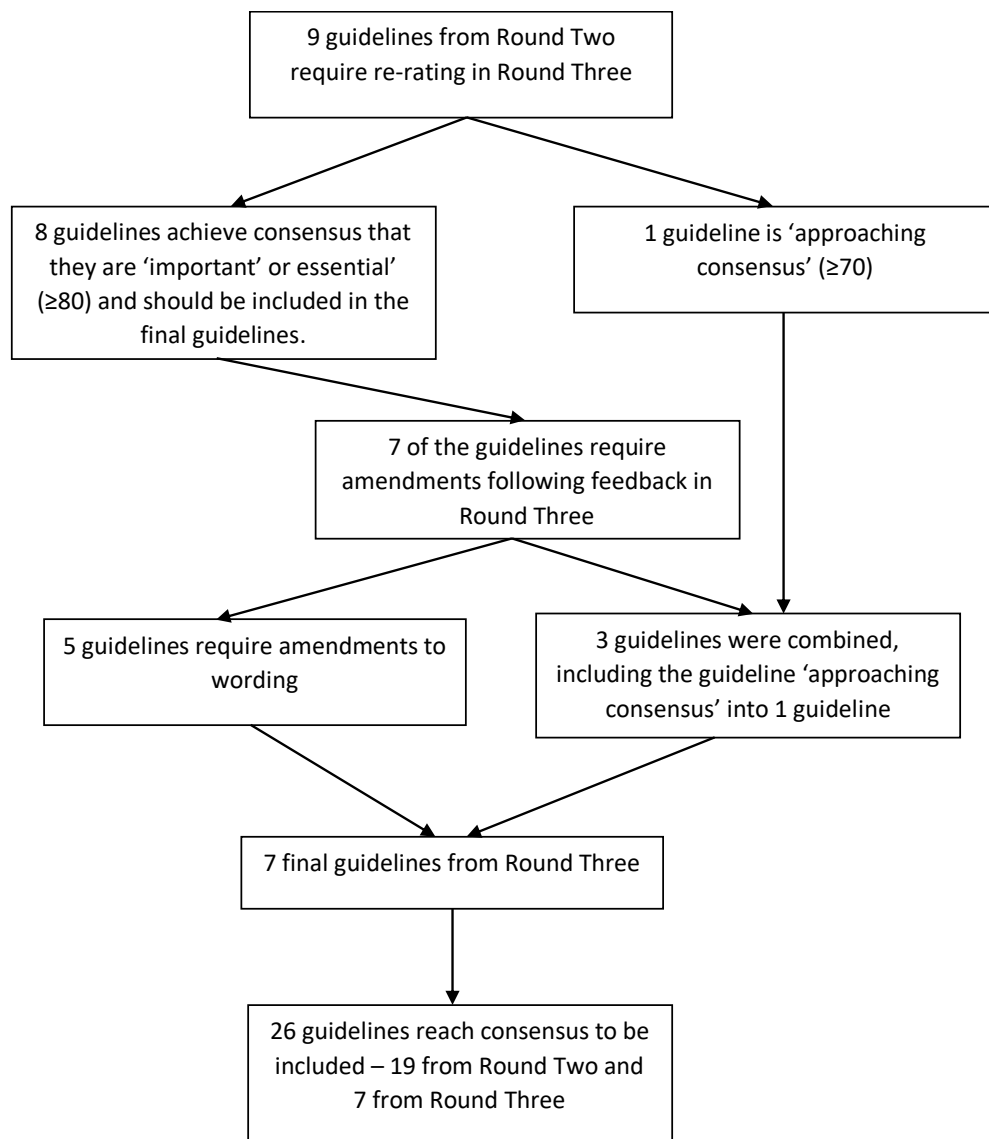 9 guidelines from Round Two
require re-rating in Round Three
8 guidelines achieve consensus that
they are ‘important’ or essential’
(≥80) and should be included in the
final guidelines.
1 guideline is ‘approaching
consensus’ (≥70)
7 of the guidelines require
amendments following feedback in
Round Three
5 guidelines require amendments to
wording
3 guidelines were combined,
including the guideline ‘approaching
consensus’ into 1 guideline
7 final guidelines from Round Three
26 guidelines reach consensus to be
included – 19 from Round Two and
7 from Round Three